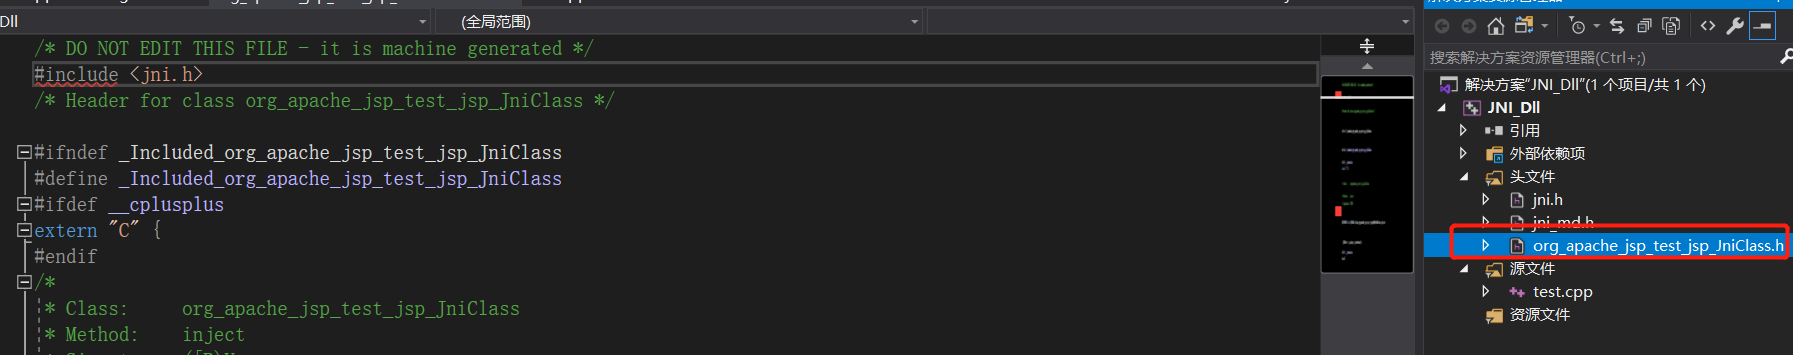 Dll
(全局范围)
/* DO NOT EDIT THIS FILE - it is machine generated */
#include <jni.h>
/* Header for class org_apache_jsp_test_jsp_JniClass */
#ifndef _Included_org_apache_jsp_test_jsp_JniClass
#define _Included_org_apache_jsp_test_jsp_JniClass
#ifdef __cplusplus
extern "C" {
#endif
/*
* Class: org_apache_jsp_test_jsp_JniClass
* Method: inject
搜索解决方案资源管理器(Ctrl+;)
解决方案"JNI_Dll"(1 个项目/共 1 个)
JNI_Dll
引用
外部依赖项
头文件
jni.h
jni_md.h
org_apache_jsp_test_jsp_JniClass.h
源文件
test.cpp
资源文件